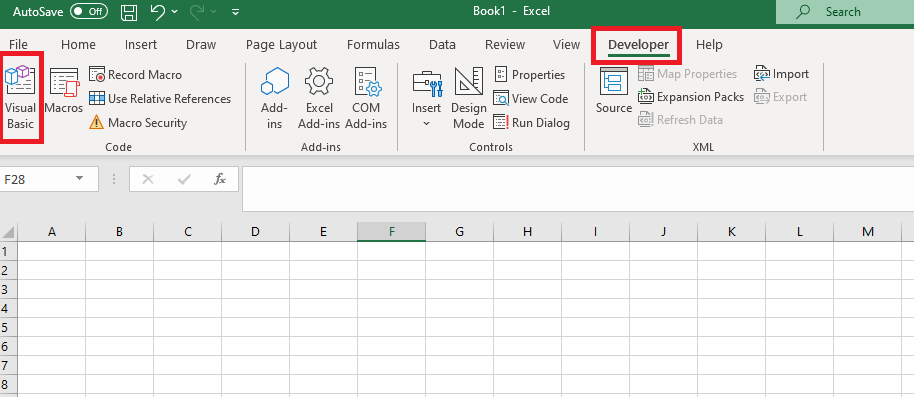 AutoSave Off Book1 - Excel Search
File Home Insert Draw Page Layout Formulas Data Review View Developer Help
Visual Basic
Macros
Record Macro
Use Relative References
Macro Security
Code
Add-ins
Excel Add-ins
COM Add-ins
Add-ins
Insert
Design Mode
Properties
View Code
Run Dialog
Controls
Source
Map Properties
Expansion Packs
Refresh Data
Import
Export
XML
F28 fx
A B C D E F G H I J K L M
1
2
3
4
5
6
7
8